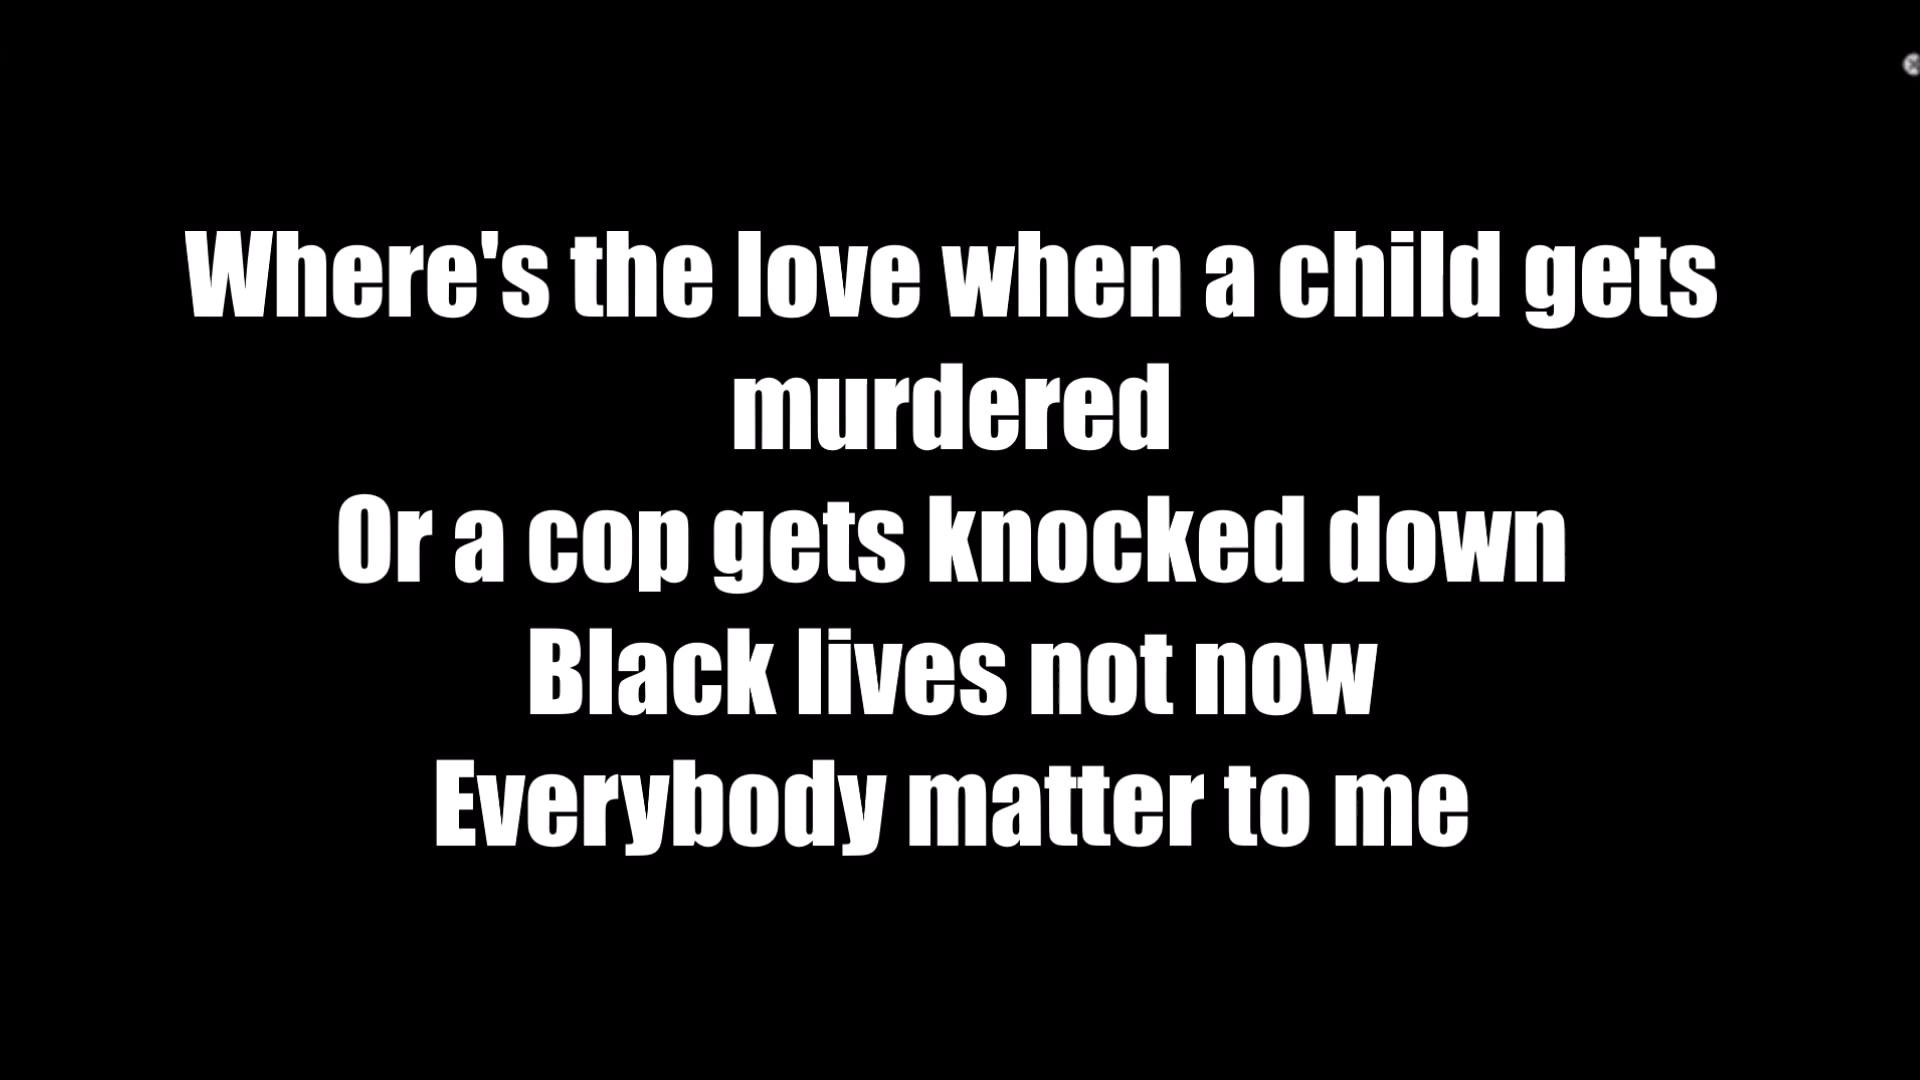 Where's the love when a child gets
murdered
Or a cop gets knocked down
Black lives not now
Everybody matter to me